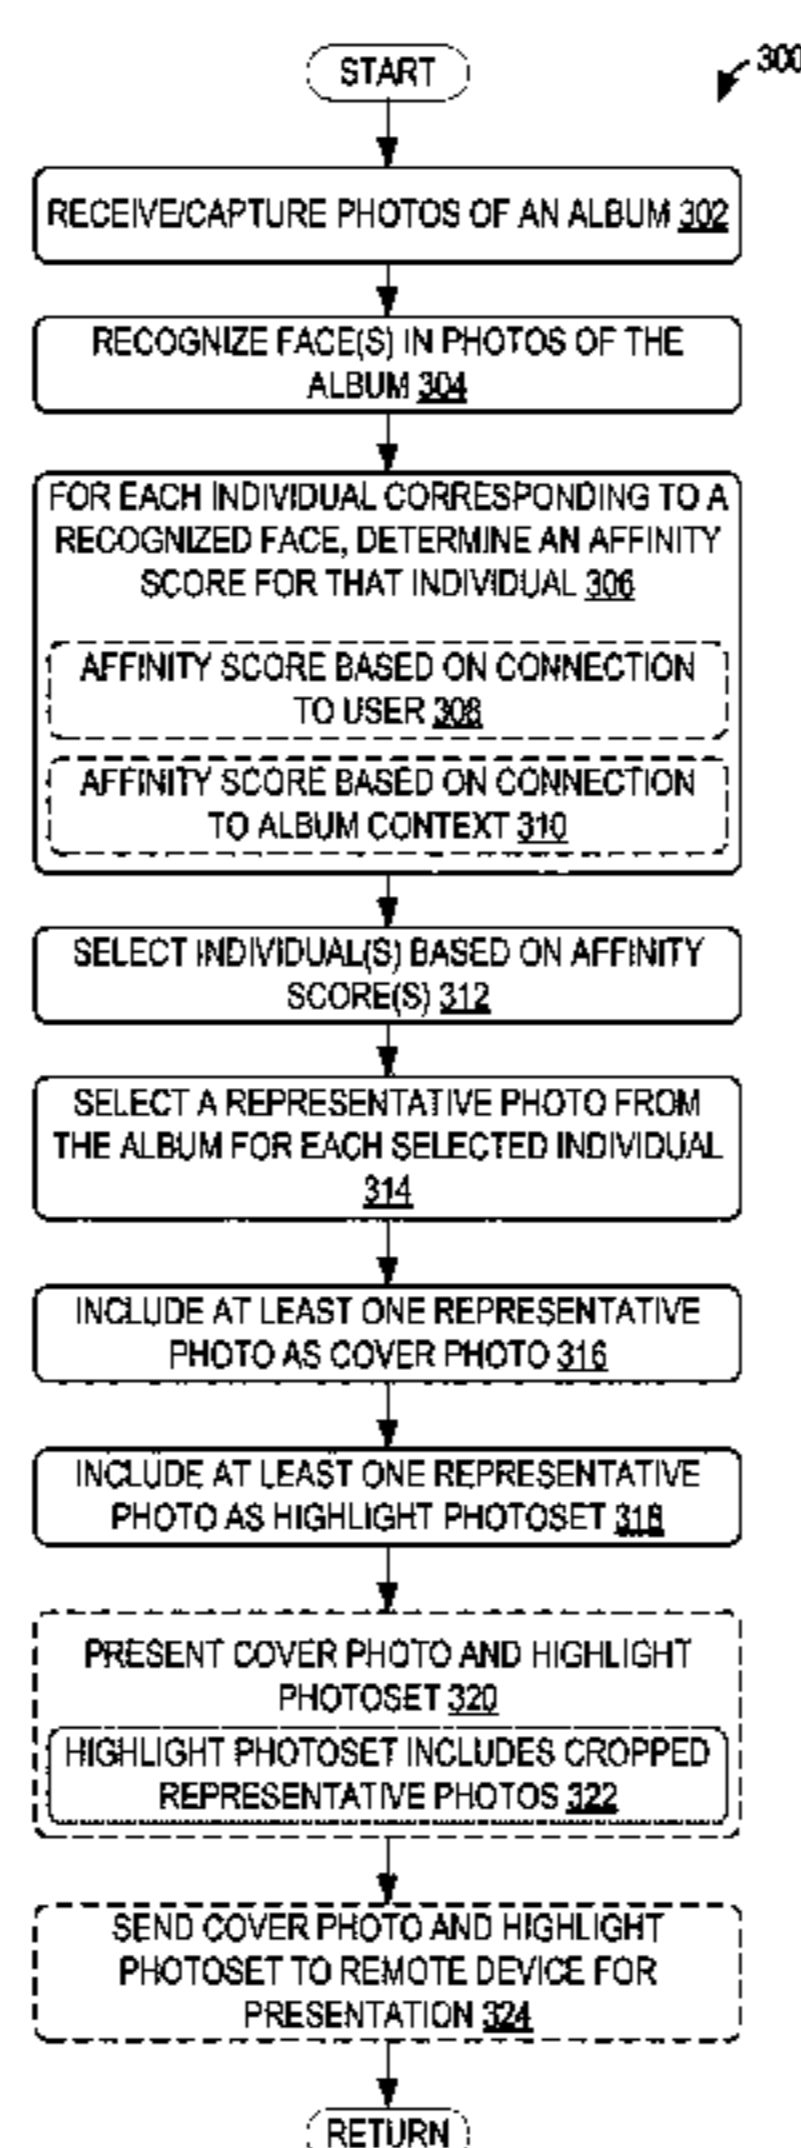 START
300
RECEIVE/CAPTURE PHOTOS OF AN ALBUM 302
RECOGNIZE FACE(S) IN PHOTOS OF THE
ALBUM 304
FOR EACH INDIVIDUAL CORRESPONDING TO A
RECOGNIZED FACE, DETERMINE AN AFFINITY
SCORE FOR THAT INDIVIDUAL 306
AFFINITY SCORE BASED ON CONNECTION
TO USER 308
AFFINITY SCORE BASED ON CONNECTION
TO ALBUM CONTEXT 310
SELECT INDIVIDUAL(S) BASED ON AFFINITY
SCORE(S) 312
SELECT A REPRESENTATIVE PHOTO FROM
THE ALBUM FOR EACH SELECTED INDIVIDUAL
314
INCLUDE AT LEAST ONE REPRESENTATIVE
PHOTO AS COVER PHOTO 316
INCLUDE AT LEAST ONE REPRESENTATIVE
PHOTO AS HIGHLIGHT PHOTOSET 318
PRESENT COVER PHOTO AND HIGHLIGHT
PHOTOSET 320
HIGHLIGHT PHOTOSET INCLUDES CROPPED
REPRESENTATIVE PHOTOS 322
SEND COVER PHOTO AND HIGHLIGHT
PHOTOSET TO REMOTE DEVICE FOR
PRESENTATION 324
RETURN